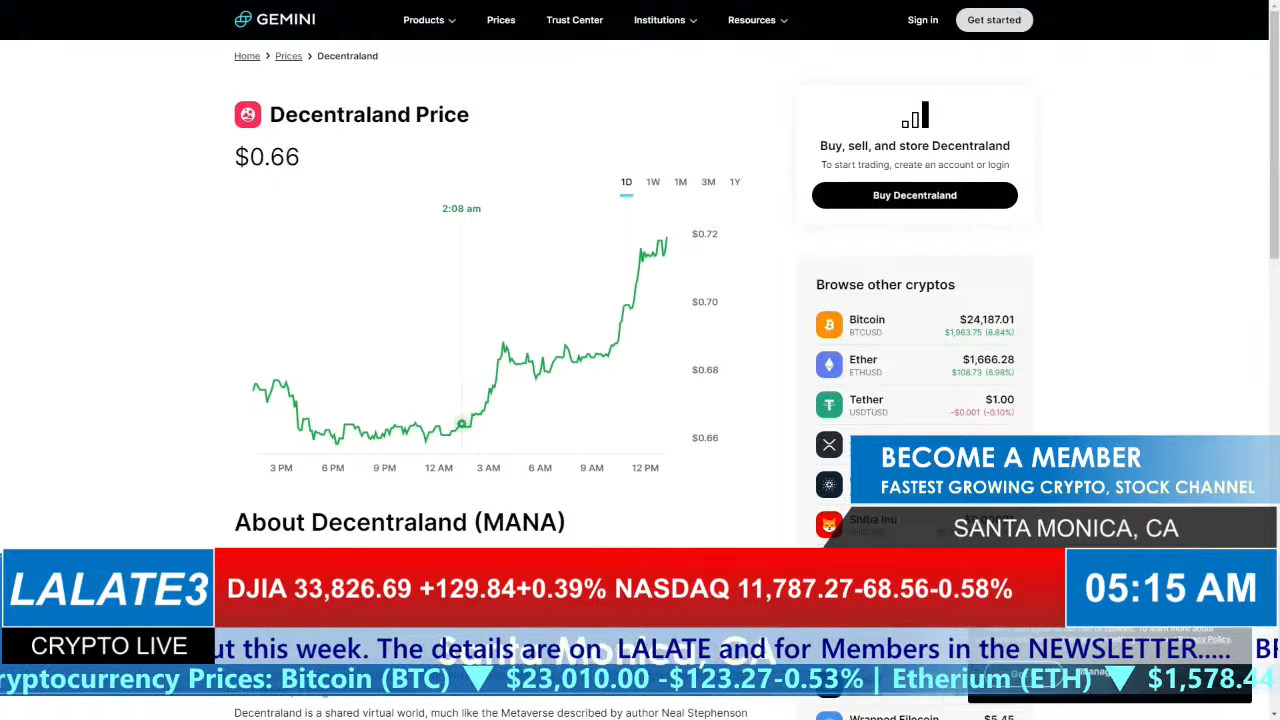 GEMINI
Products
Prices
Trust Center
Institutions
Resources
Sign in
Get started
Home > Prices > Decentraland
Decentraland Price
$0.66
1D 1W 1M 3M 1Y
2:08 am
$0.72
$0.70
$0.68
$0.66
3 PM 6 PM 9 PM 12 AM 3 AM 6 AM 9 AM 12 PM
Buy, sell, and store Decentraland
To start trading, create an account or login
Buy Decentraland
Browse other cryptos
Bitcoin $24,187.01
BTCUSD $1,963.75 (8.84%)
Ether $1,666.28
ETHUSD $108.73 (6.98%)
Tether $1.00
USDTUSD -$0.001 (-0.10%)
BECOME A MEMBER
FASTEST GROWING CRYPTO, STOCK CHANNEL
Shiba Inu
SANTA MONICA, CA
About Decentraland (MANA)
LALATE3
DJIA 33,826.69 +129.84+0.39% NASDAQ 11,787.27-68.56-0.58%
05:15 AM
CRYPTO LIVE
ut this week. The details are on LALATE and for Members in the NEWSLETTER..... B
Santa Monica, CA
Privacy Policy.
ryptocurrency Prices: Bitcoin (BTC) ▼ $23,010.00 -$123.27-0.53% | Etherium (ETH) ▼ $1,578.44
Decentraland is a shared virtual world, much like the Metaverse described by author Neal Stephenson
Wrapped Filecoin $5.45